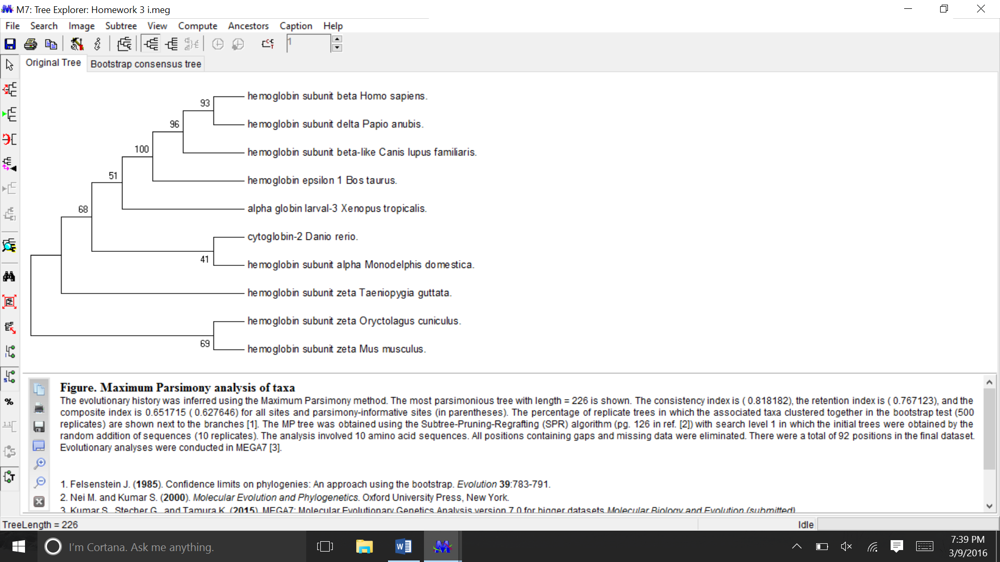 M7: Tree Explorer: Homework 3 i.meg
File Search Image Subtree View Compute Ancestors Caption Help
1
Original Tree Bootstrap consensus tree
hemoglobin subunit beta Homo sapiens.
93
hemoglobin subunit delta Papio anubis.
96
hemoglobin subunit beta-like Canis lupus familiaris.
100
hemoglobin epsilon 1 Bos taurus.
51
alpha globin larval-3 Xenopus tropicalis.
68
cytoglobin-2 Danio rerio.
41
hemoglobin subunit alpha Monodelphis domestica.
hemoglobin subunit zeta Taeniopygia guttata.
hemoglobin subunit zeta Oryctolagus cuniculus.
69
hemoglobin subunit zeta Mus musculus.
Figure. Maximum Parsimony analysis of taxa
The evolutionary history was inferred using the Maximum Parsimony method. The most parsimonious tree with length = 226 is shown. The consistency index is ( 0.818182), the retention index is ( 0.767123), and the
composite index is 0.651715 ( 0.627646) for all sites and parsimony-informative sites (in parentheses). The percentage of replicate trees in which the associated taxa clustered together in the bootstrap test (500
replicates) are shown next to the branches [1]. The MP tree was obtained using the Subtree-Pruning-Regrafting (SPR) algorithm (pg. 126 in ref. [2]) with search level 1 in which the initial trees were obtained by the
random addition of sequences (10 replicates). The analysis involved 10 amino acid sequences. All positions containing gaps and missing data were eliminated. There were a total of 92 positions in the final dataset.
Evolutionary analyses were conducted in MEGA7 [3].
1. Felsenstein J. (1985). Confidence limits on phylogenies: An approach using the bootstrap. Evolution 39:783-791.
2. Nei M. and Kumar S. (2000). Molecular Evolution and Phylogenetics. Oxford University Press, New York.
3. Kumar S., Stecher G., and Tamura K. (2015). MEGA7: Molecular Evolutionary Genetics Analysis version 7.0 for bigger datasets. Molecular Biology and Evolution (submitted)
TreeLength = 226
Idle
I'm Cortana. Ask me anything.
7:39 PM
3/9/2016